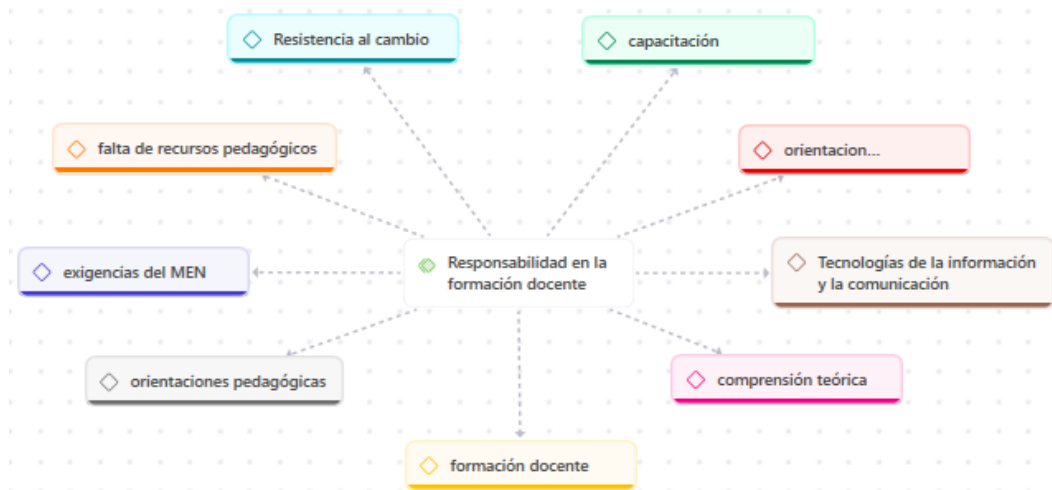 Resistencia al cambio
capacitación
falta de recursos pedagógicos
orientacion...
Responsabilidad en la
formación docente
exigencias del MEN
Tecnologías de la información
y la comunicación
orientaciones pedagógicas
comprensión teórica
formación docente